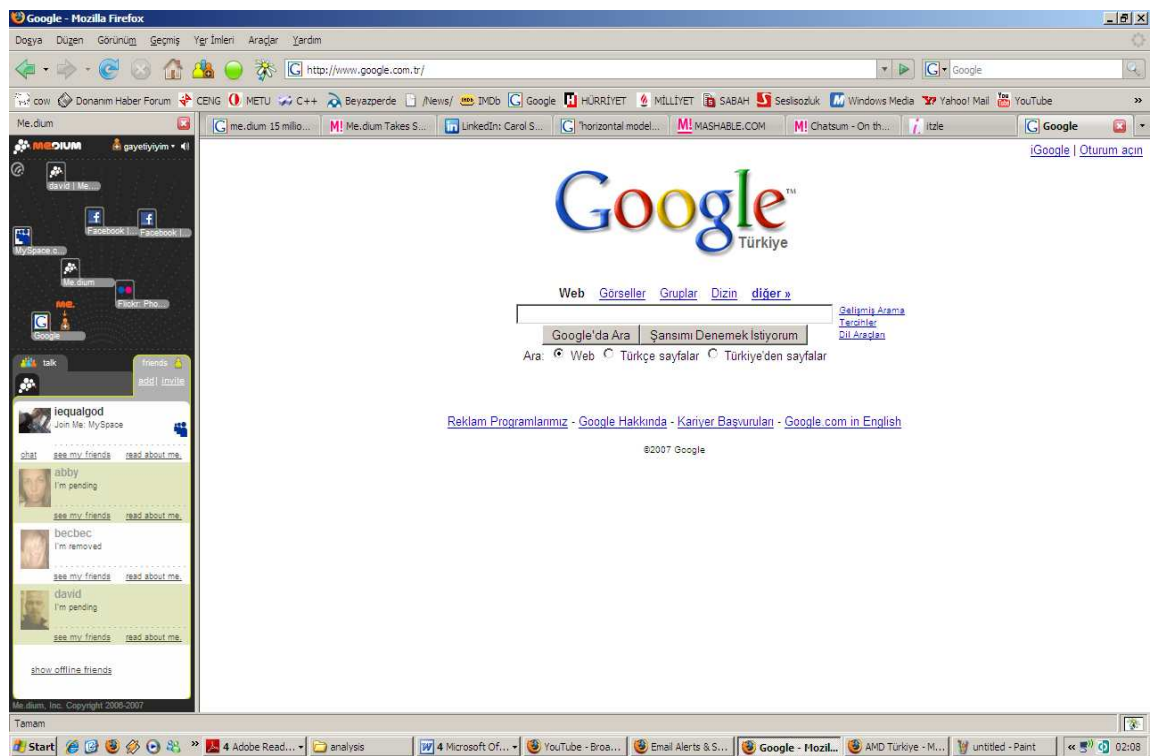 Google - Mozilla Firefox
Dosya Düzen Görünüm Geçmiş Yer İmleri Araçlar Yardım
http://www.google.com.tr/ Google
cow Donanım Haber Forum CENG METU C++ Beyazperde /News/ IMDb Google HÜRRİYET MİLLİYET SABAH Seslisozluk Windows Media Yahoo! Mail YouTube »
Me.dium
me.dium 15 millio... Me.dium Takes S... LinkedIn: Carol S... "horizontal model... MASHABLE.COM Chatsum - On th... itzle Google
MEDIUM gayetiyiyim
iGoogle | Oturum açın
david | Me....
Facebook |... Facebook |...
MySpace.c...
Me.dium
Flickr: Pho...
me.
Google
Google™
Türkiye
Web Görseller Gruplar Dizin diğer »
Gelişmiş Arama
Tercihler
Dil Araçları
Google'da Ara Şansımı Denemek İstiyorum
Ara: Web Türkçe sayfalar Türkiye'den sayfalar
Reklam Programlarımız - Google Hakkında - Kariyer Başvuruları - Google.com in English
©2007 Google
talk friends
add | invite
iequalgod
Join Me: MySpace
chat see my friends read about me.
abby
I'm pending
see my friends read about me.
becbec
I'm removed
see my friends read about me.
david
I'm pending
see my friends read about me.
show offline friends
Me.dium, Inc. Copyright 2006-2007
Tamam
Start » 4 Adobe Read... analysis 4 Microsoft Of... YouTube - Broa... Email Alerts & S... Google - Mozil... AMD Türkiye - M... untitled - Paint « 02:08